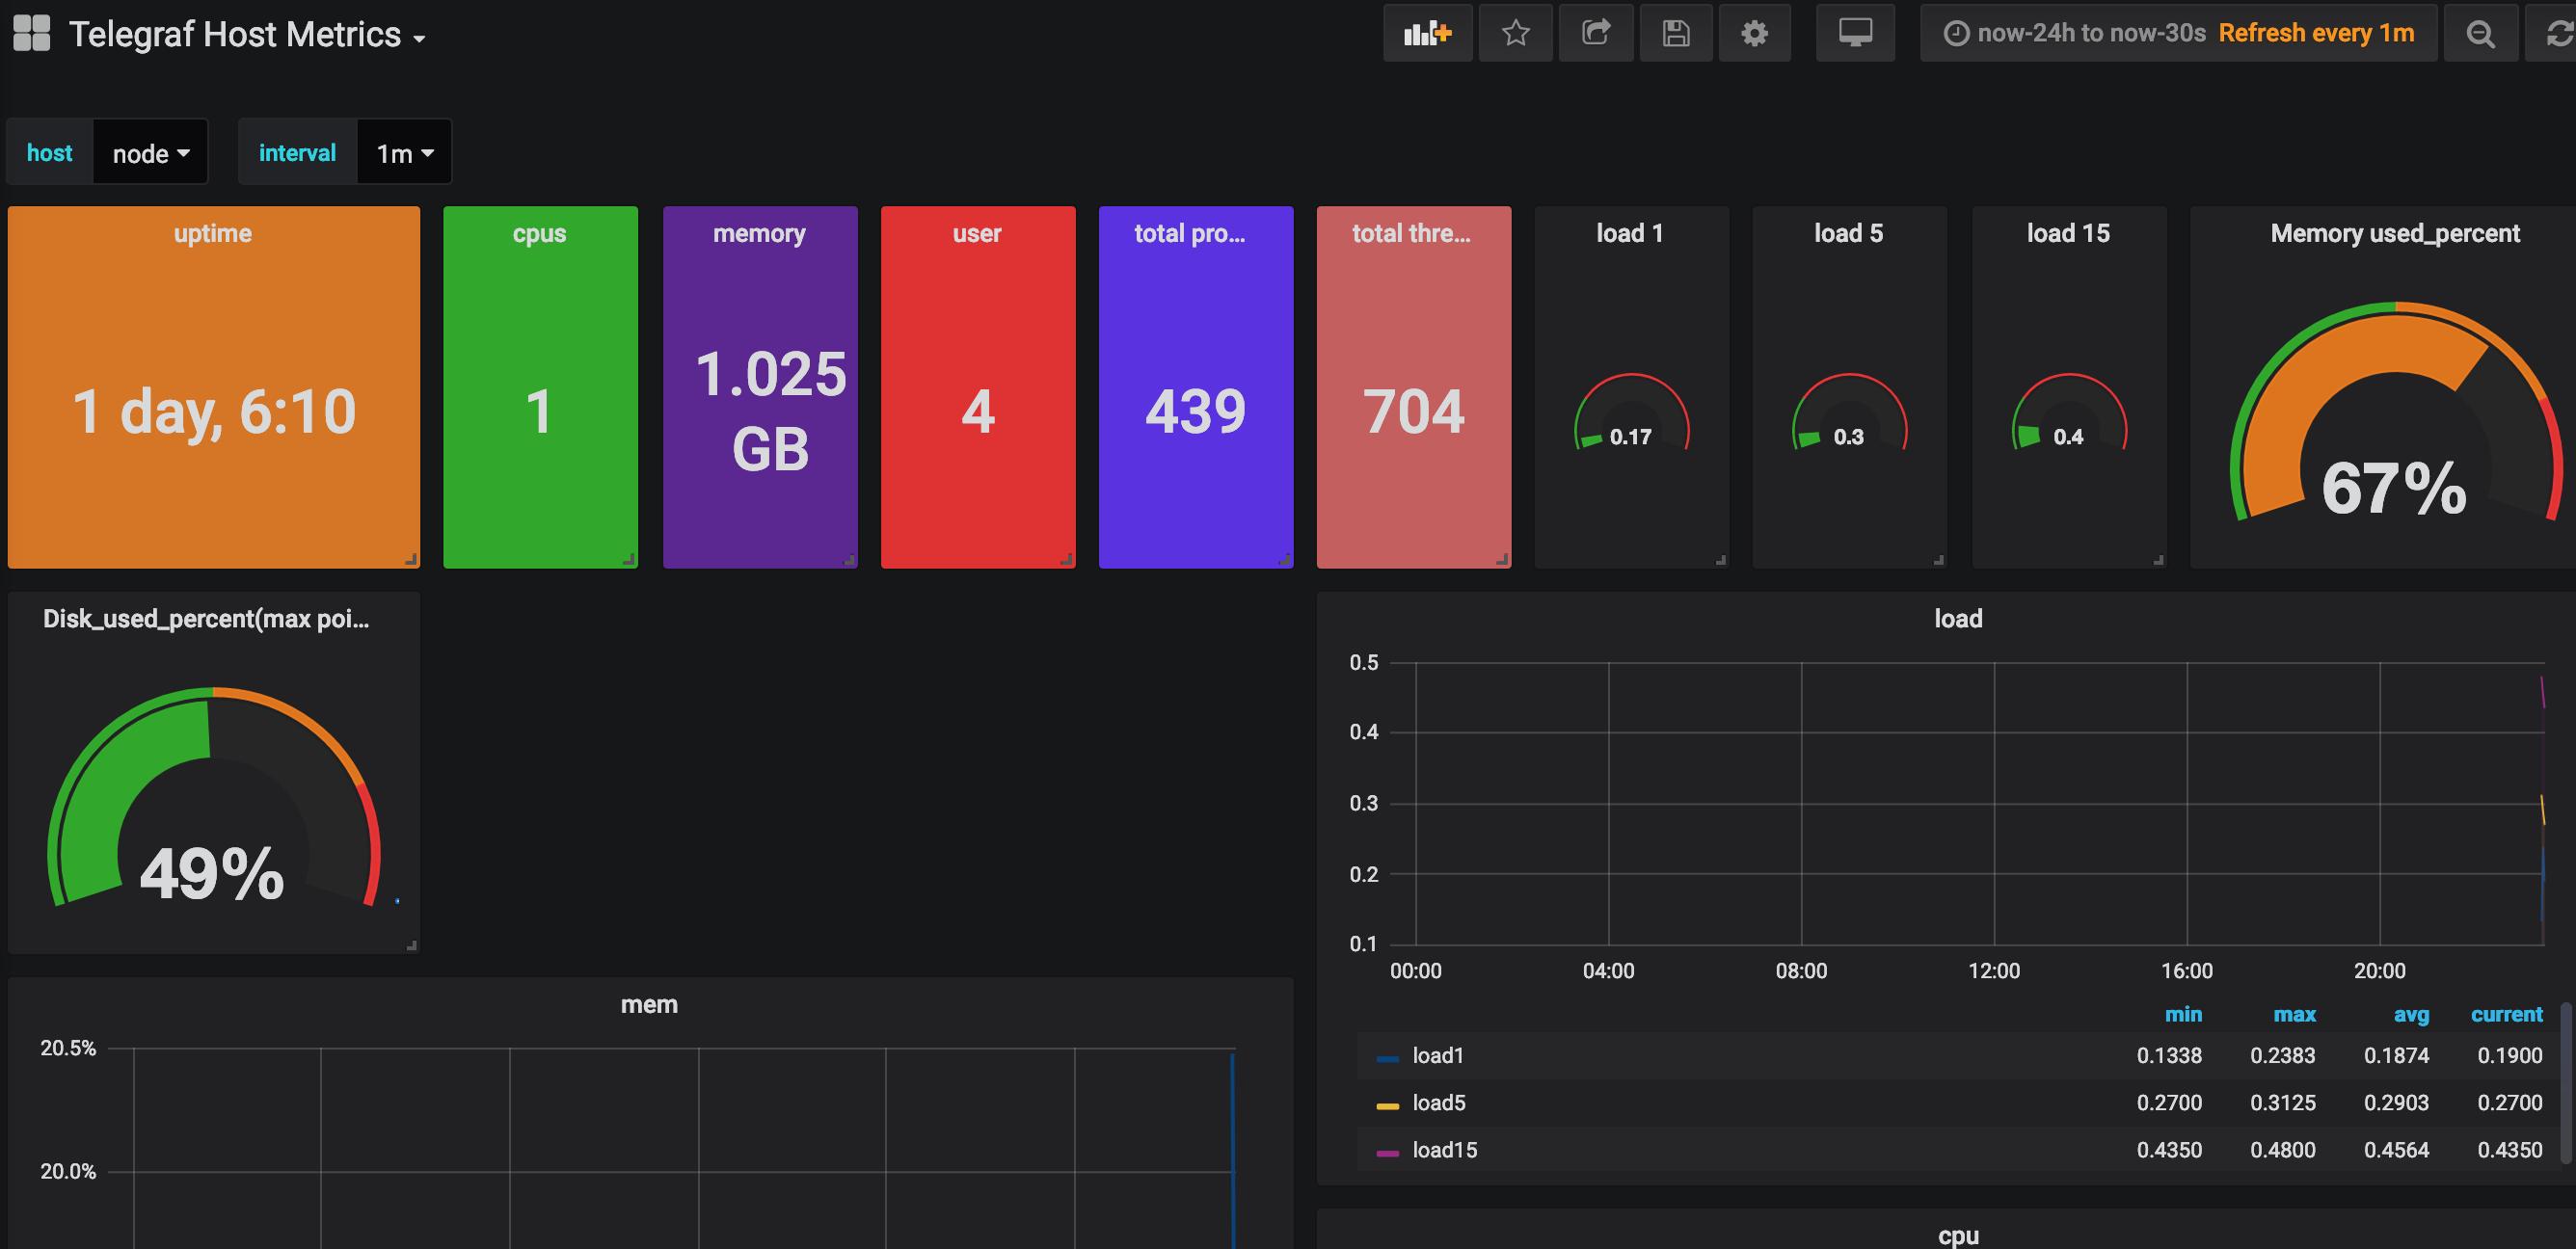 Telegraf Host Metrics
now-24h to now-30s Refresh every 1m
host node interval 1m
uptime
1 day, 6:10
cpus
1
memory
1.025
GB
user
4
total pro...
439
total thre...
704
load 1
0.17
load 5
0.3
load 15
0.4
Memory used_percent
67%
Disk_used_percent(max poi...
49%
load
0.5
0.4
0.3
0.2
0.1
00:00 04:00 08:00 12:00 16:00 20:00
min max avg current
load1 0.1338 0.2383 0.1874 0.1900
load5 0.2700 0.3125 0.2903 0.2700
load15 0.4350 0.4800 0.4564 0.4350
mem
20.5%
20.0%
cpu